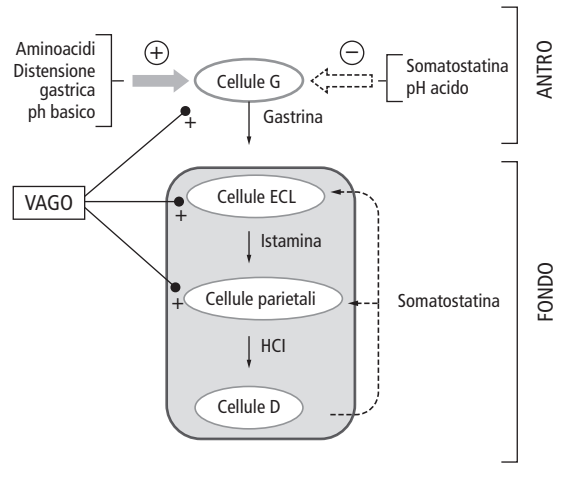 Aminoacidi
Distensione
gastrica
ph basico
+
Cellule G
−
Somatostatina
pH acido
ANTRO
+
Gastrina
VAGO
Cellule ECL
+
Istamina
Cellule parietali
+
Somatostatina
FONDO
HCI
Cellule D